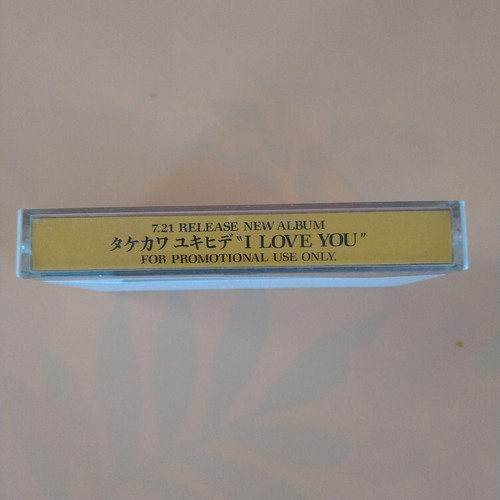 7.21 RELEASE NEW ALBUM
タケカワ ユキヒデ "I LOVE YOU"
FOR PROMOTIONAL USE ONLY.